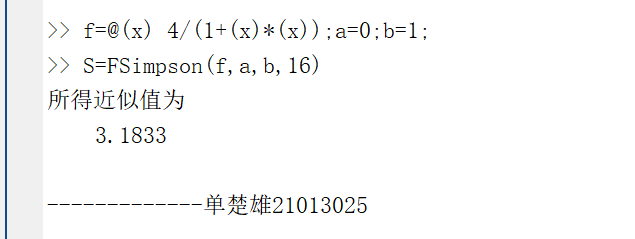 >> f=@(x) 4/(1+(x)*(x));a=0;b=1;
>> S=FSimpson(f,a,b,16)
所得近似值为
3.1833
-------------单楚雄21013025